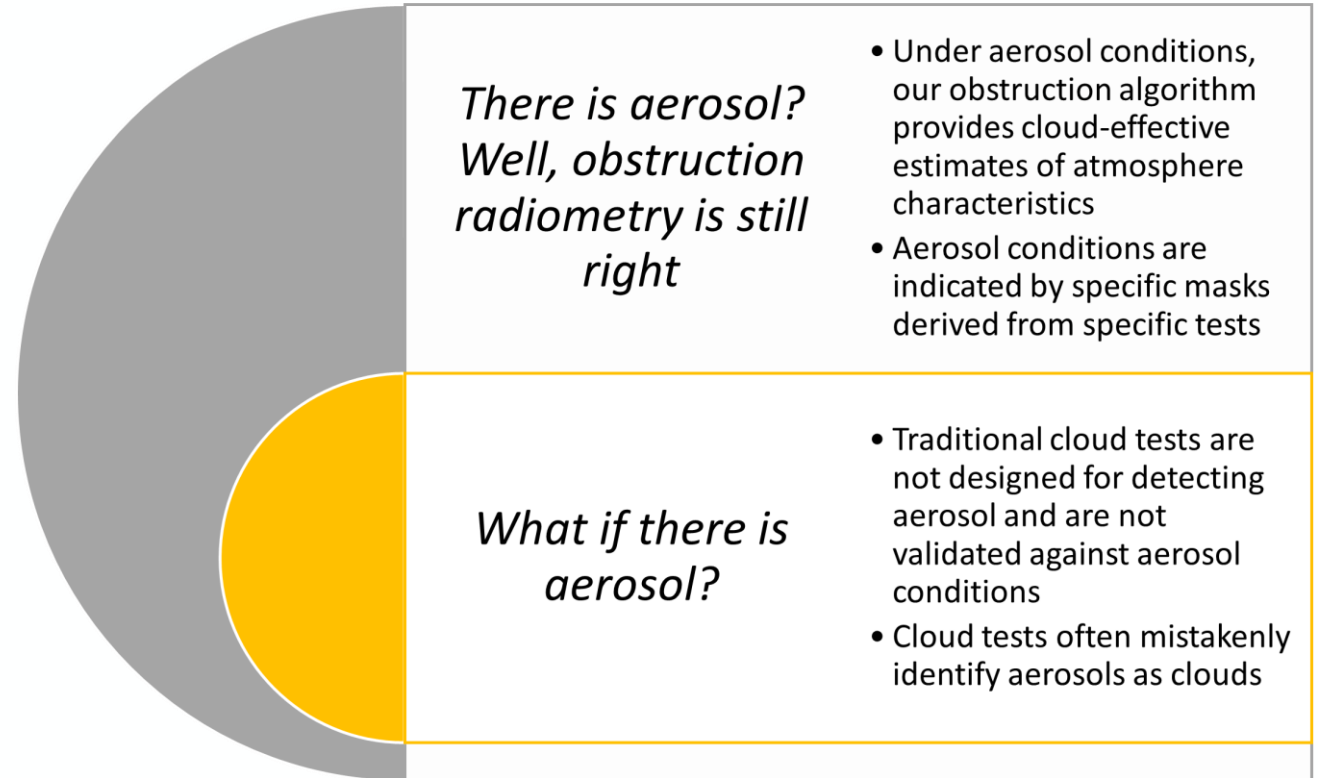 There is aerosol?
Well, obstruction
radiometry is still
right
• Under aerosol conditions,
our obstruction algorithm
provides cloud-effective
estimates of atmosphere
characteristics
• Aerosol conditions are
indicated by specific masks
derived from specific tests
What if there is
aerosol?
• Traditional cloud tests are
not designed for detecting
aerosol and are not
validated against aerosol
conditions
• Cloud tests often mistakenly
identify aerosols as clouds